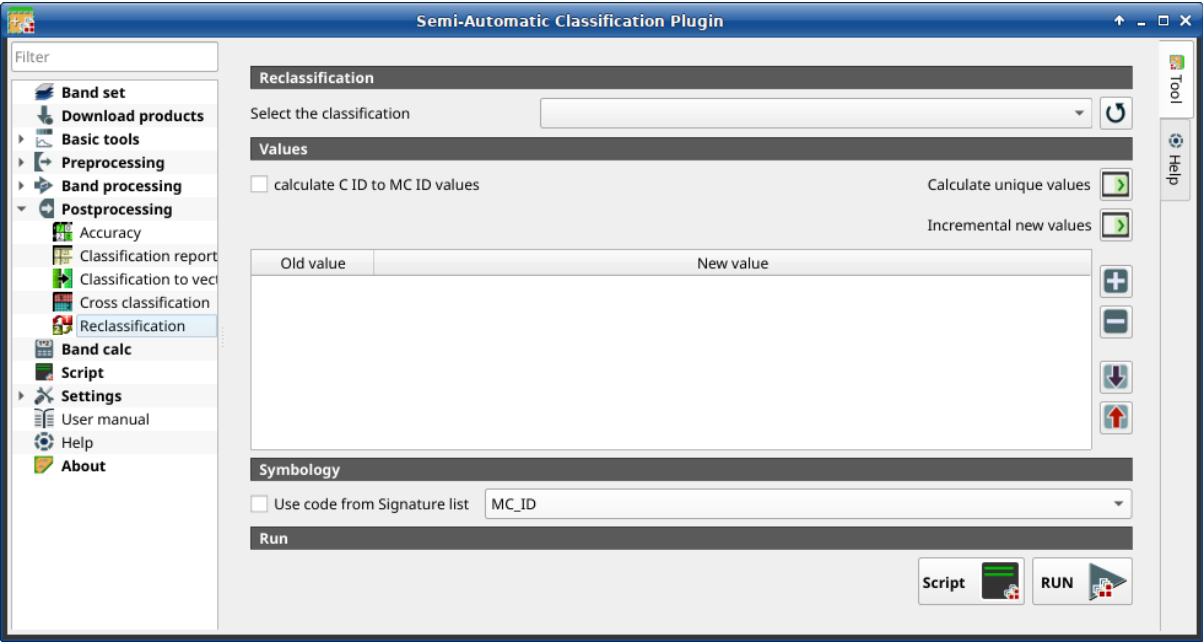 Semi-Automatic Classification Plugin
Filter
Band set
Download products
Basic tools
Preprocessing
Band processing
Postprocessing
Accuracy
Classification report
Classification to vect
Cross classification
Reclassification
Band calc
Script
Settings
User manual
Help
About
Reclassification
Select the classification
Values
calculate C ID to MC ID values
Calculate unique values
Incremental new values
Old value
New value
Symbology
Use code from Signature list
MC_ID
Run
Script
RUN
Tool
Help